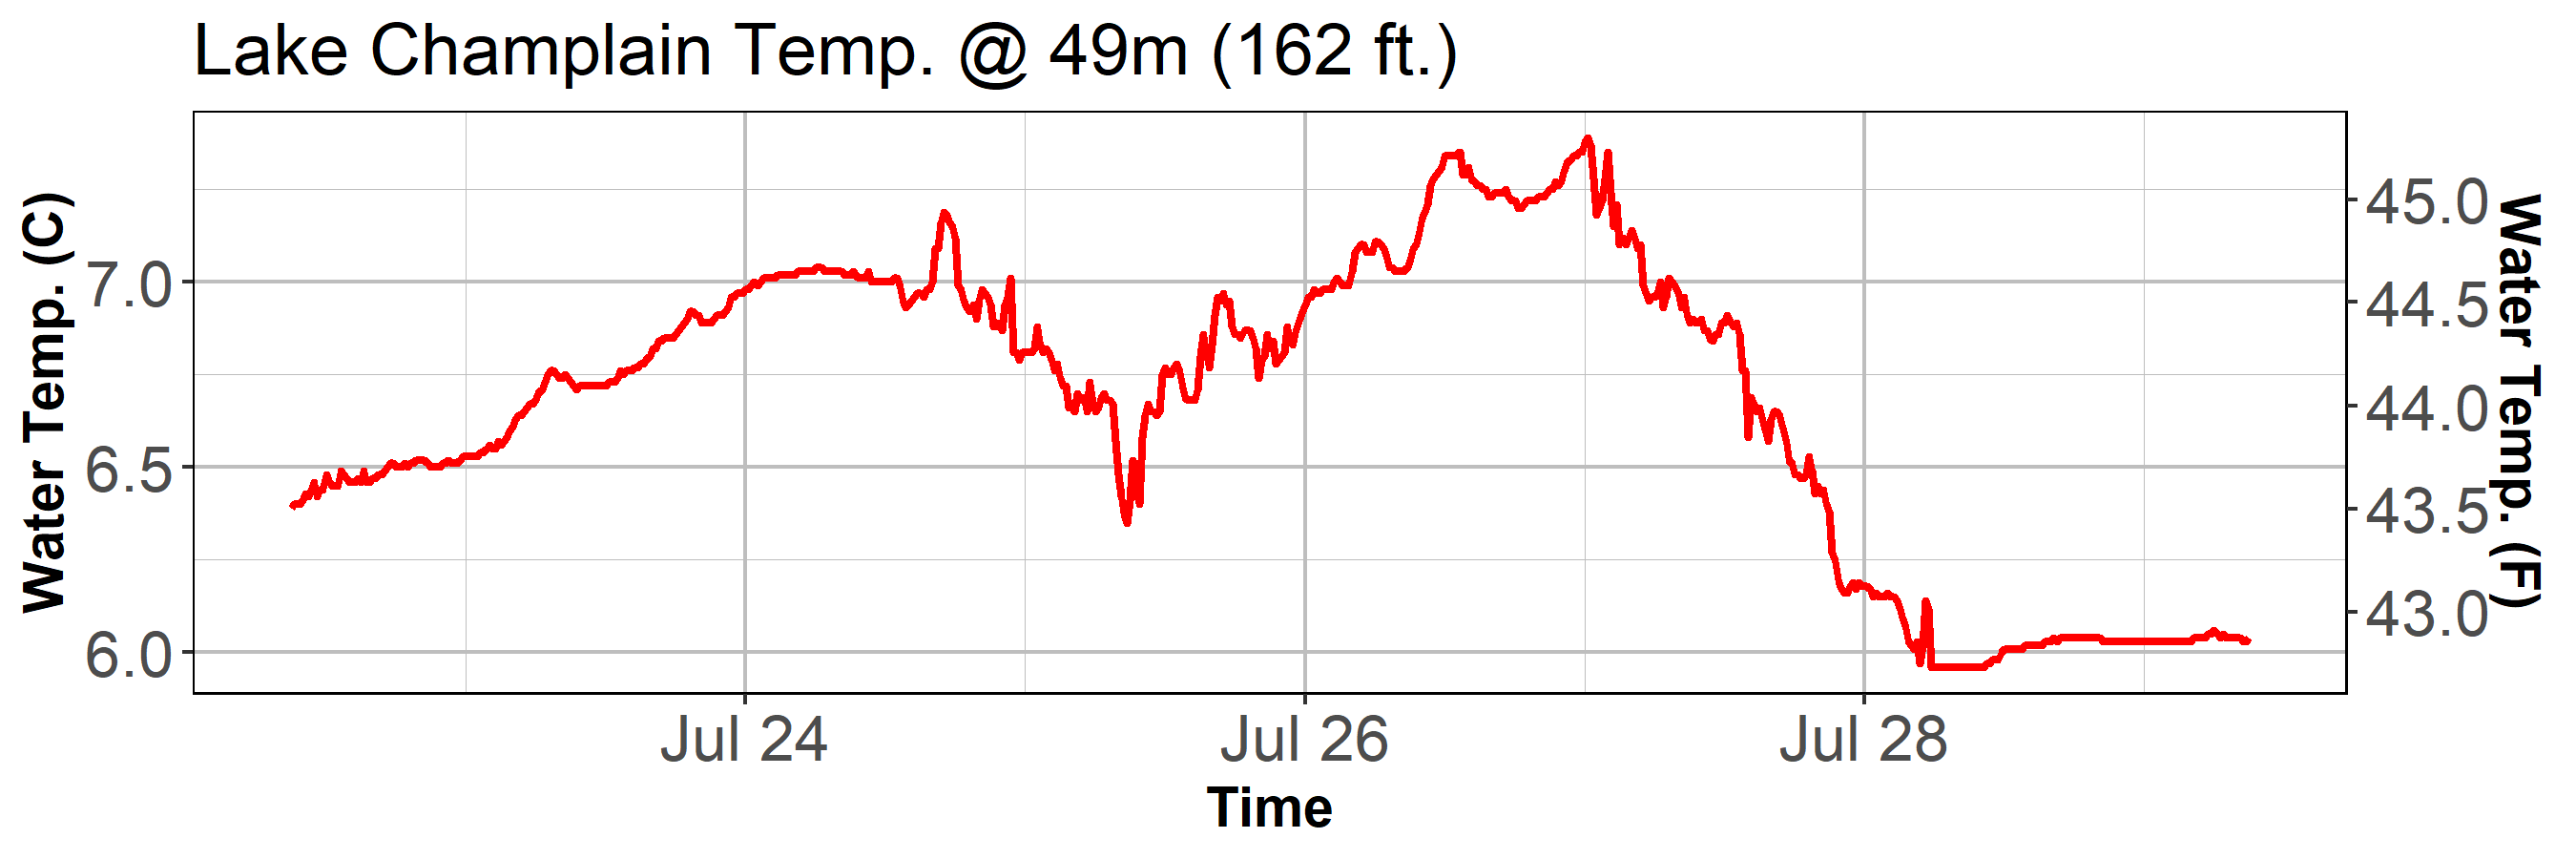 Lake Champlain Temp. @ 49m (162 ft.)
Water Temp. (C)
7.0
6.5
6.0
45.0
44.5
44.0
43.5
43.0
Water Temp. (F)
Jul 24
Jul 26
Jul 28
Time